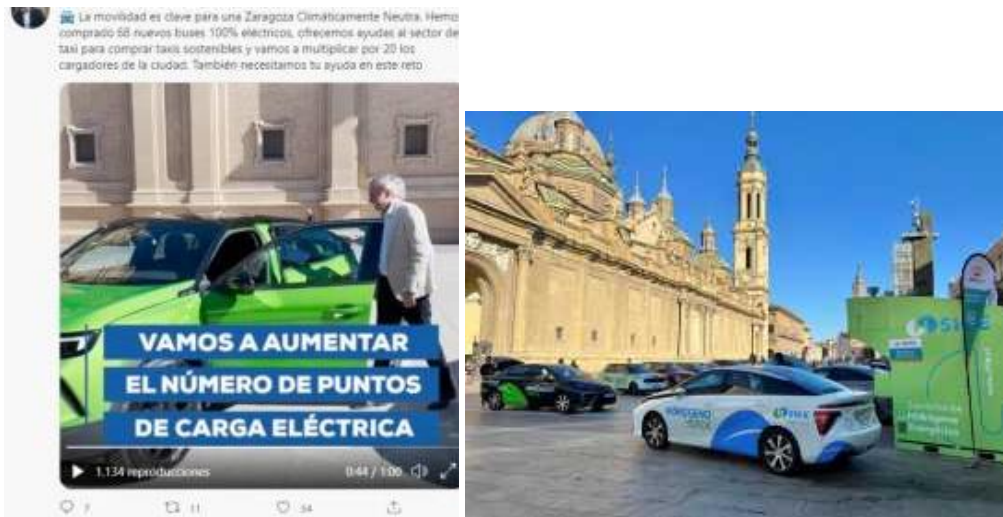 La movilidad es clave para una Zaragoza Climáticamente Neutra. Hemos
comprado 68 nuevos buses 100% eléctricos, ofrecemos ayudas al sector de
taxi para comprar taxis sostenibles y vamos a multiplicar por 20 los
cargadores de la ciudad. También necesitamos tu ayuda en este reto
VAMOS A AUMENTAR
EL NÚMERO DE PUNTOS
DE CARGA ELÉCTRICA
1.134 reproducciones
0:44 / 1:00
7
11
34
HIDRÓGENO